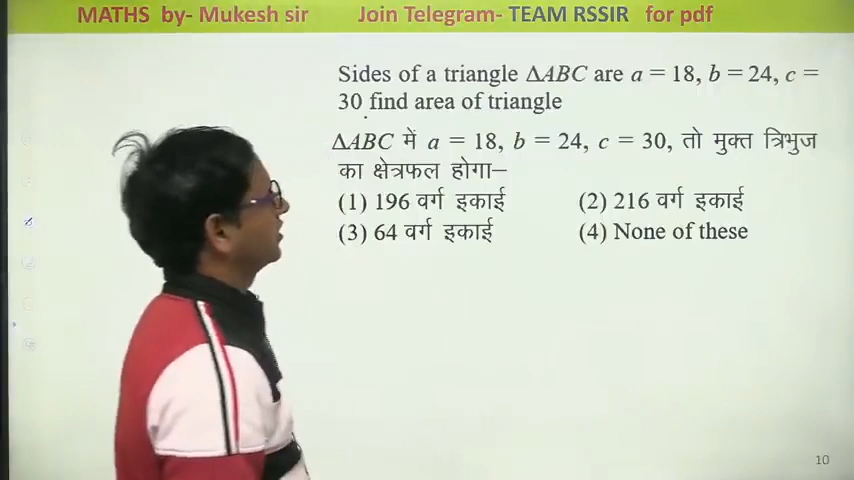 MATHS by- Mukesh sir Join Telegram- TEAM RSSIR for pdf
Sides of a triangle ΔABC are a = 18, b = 24, c =
30 find area of triangle
ΔABC में a = 18, b = 24, c = 30, तो मुक्त त्रिभुज
का क्षेत्रफल होगा–
(1) 196 वर्ग इकाई (2) 216 वर्ग इकाई
(3) 64 वर्ग इकाई (4) None of these
10